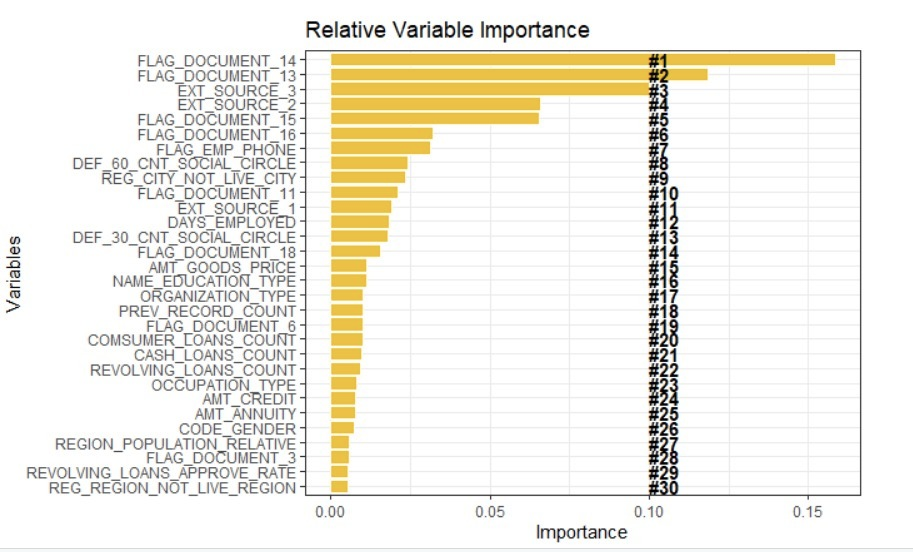 Relative Variable Importance
FLAG_DOCUMENT_14 #1
FLAG_DOCUMENT_13 #2
EXT_SOURCE_3 #3
EXT_SOURCE_2 #4
FLAG_DOCUMENT_15 #5
FLAG_DOCUMENT_16 #6
FLAG_EMP_PHONE #7
DEF_60_CNT_SOCIAL_CIRCLE #8
REG_CITY_NOT_LIVE_CITY #9
FLAG_DOCUMENT_11 #10
EXT_SOURCE_1 #11
DAYS_EMPLOYED #12
DEF_30_CNT_SOCIAL_CIRCLE #13
FLAG_DOCUMENT_18 #14
AMT_GOODS_PRICE #15
NAME_EDUCATION_TYPE #16
ORGANIZATION_TYPE #17
PREV_RECORD_COUNT #18
FLAG_DOCUMENT_6 #19
COMSUMER_LOANS_COUNT #20
CASH_LOANS_COUNT #21
REVOLVING_LOANS_COUNT #22
OCCUPATION_TYPE #23
AMT_CREDIT #24
AMT_ANNUITY #25
CODE_GENDER #26
REGION_POPULATION_RELATIVE #27
FLAG_DOCUMENT_3 #28
REVOLVING_LOANS_APPROVE_RATE #29
REG_REGION_NOT_LIVE_REGION #30
Variables
0.00 0.05 0.10 0.15
Importance